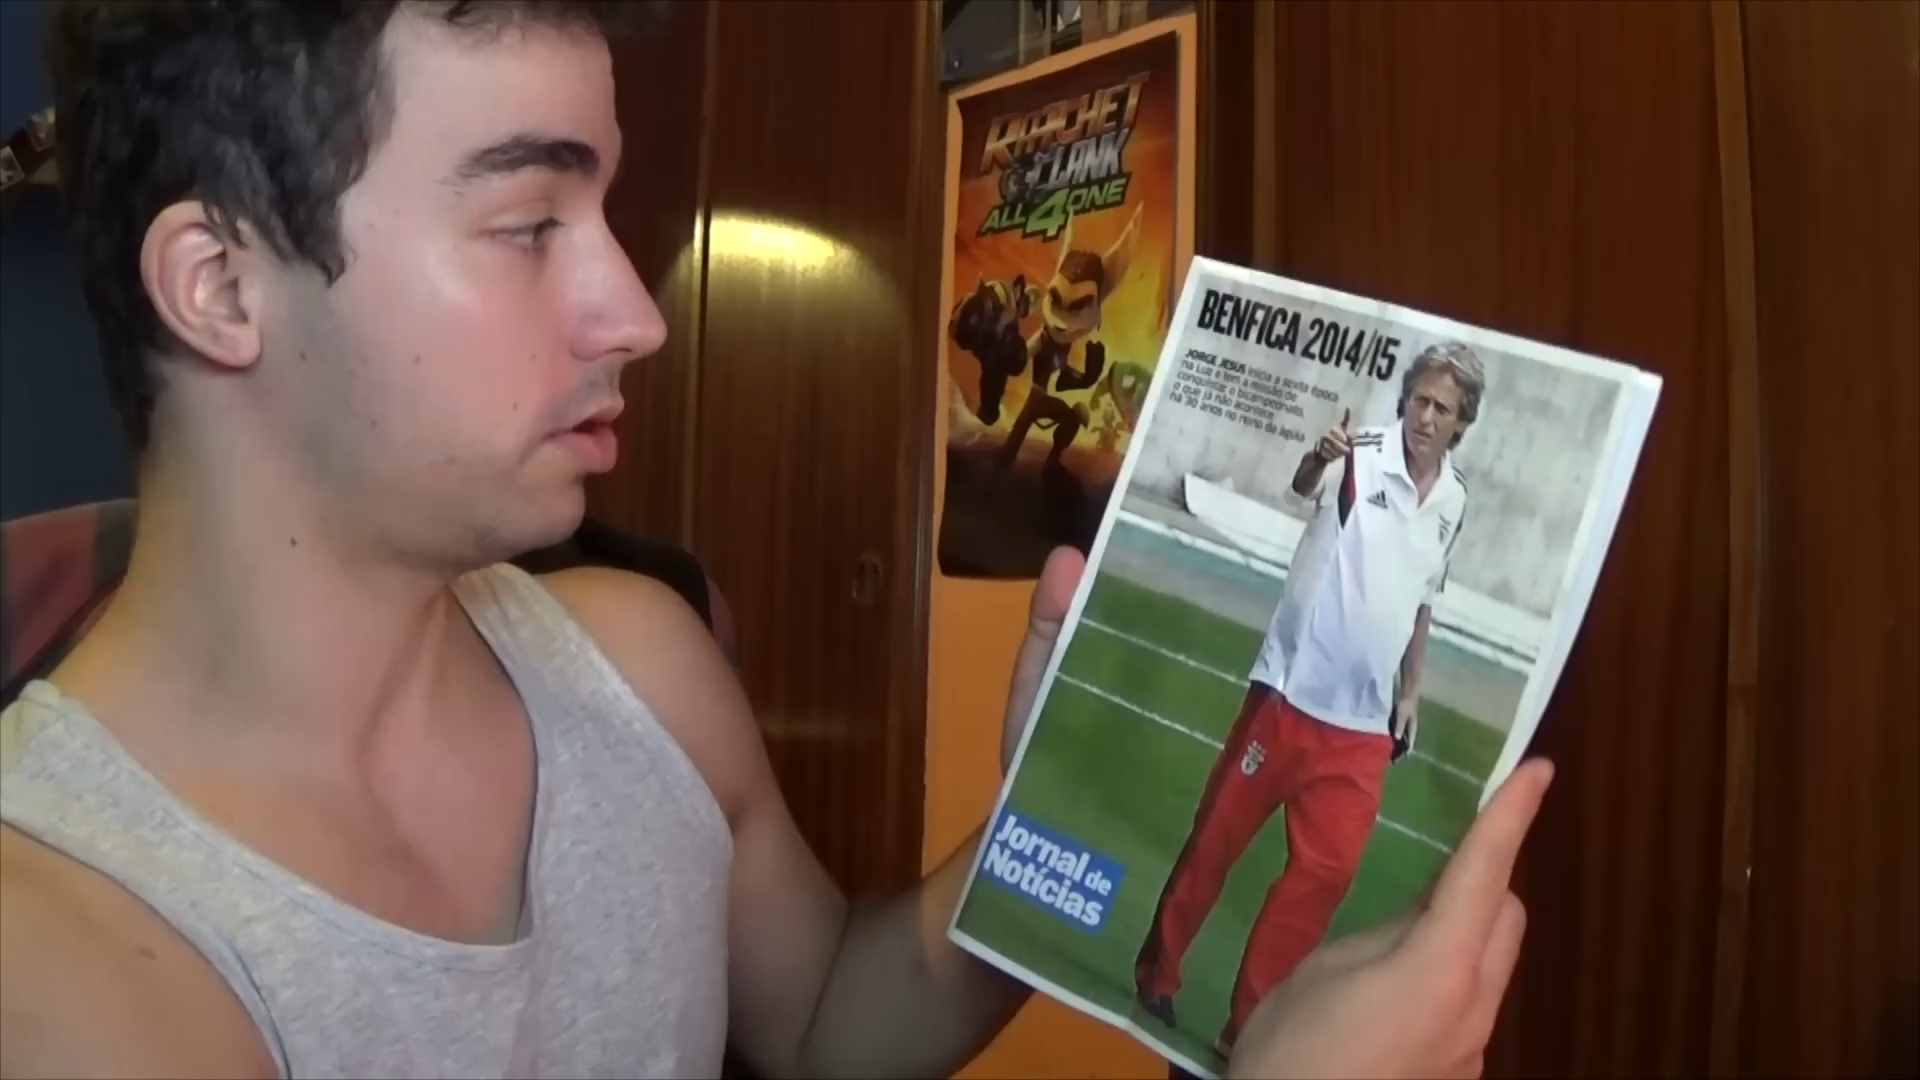 RATCHET
CLANK
ALL 4 ONE
BENFICA 2014/15
JORGE JESUS inicia a sexta época
na Luz e tem a missão de
conquistar o bicampeonato,
o que já não acontece
há 30 anos no reino da águia
adidas
Jornal de
Notícias